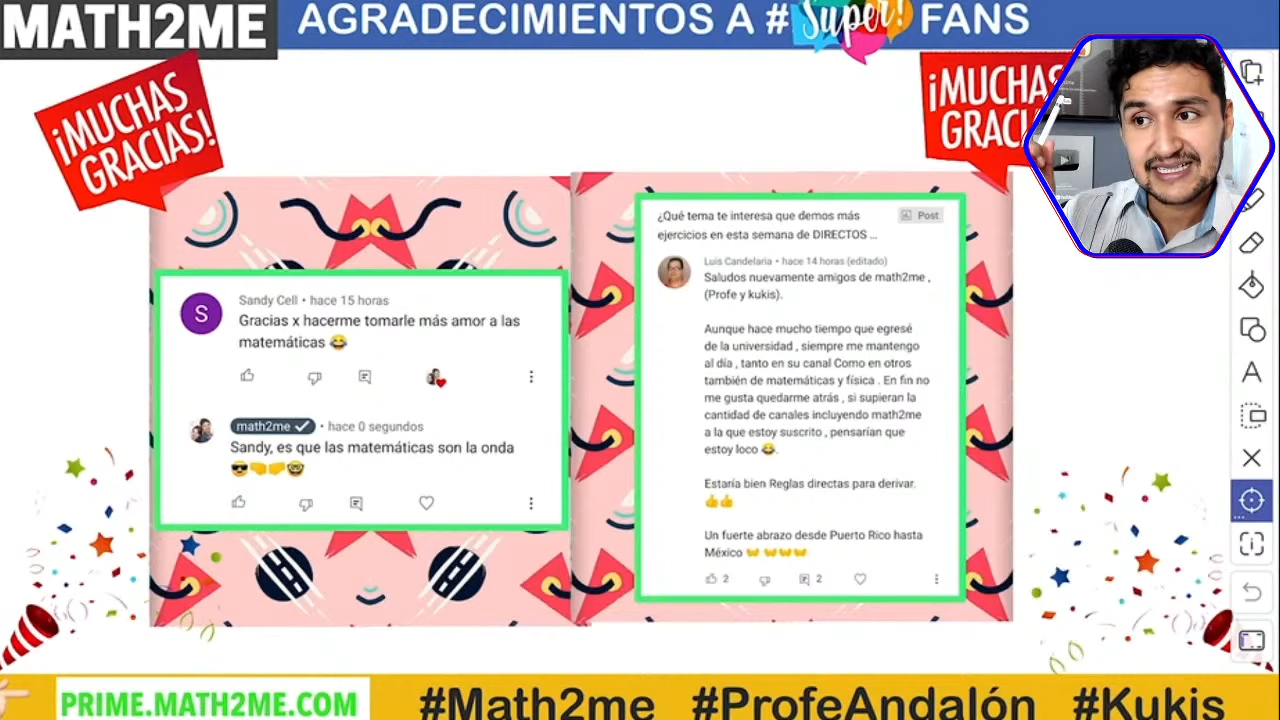 MATH2ME
AGRADECIMIENTOS A # Super! FANS
¡MUCHAS
GRACIAS!
¡MUCHAS
Sandy Cell • hace 15 horas
Gracias x hacerme tomarle más amor a las
matemáticas 😂
math2me ✔ • hace 0 segundos
Sandy, es que las matemáticas son la onda
😎🤜🤛🤓
¿Qué tema te interesa que demos más
ejercicios en esta semana de DIRECTOS ...
Post
Luis Candelaria • hace 14 horas (editado)
Saludos nuevamente amigos de math2me ,
(Profe y kukis).
Aunque hace mucho tiempo que egresé
de la universidad , siempre me mantengo
al día , tanto en su canal Como en otros
también de matemáticas y física . En fin no
me gusta quedarme atrás , si supieran la
cantidad de canales incluyendo math2me
a la que estoy suscrito , pensarían que
estoy loco 😂.
Estaría bien Reglas directas para derivar.
👍👍
Un fuerte abrazo desde Puerto Rico hasta
México
2 2
S
PRIME.MATH2ME.COM
#Math2me #ProfeAndalón #Kukis